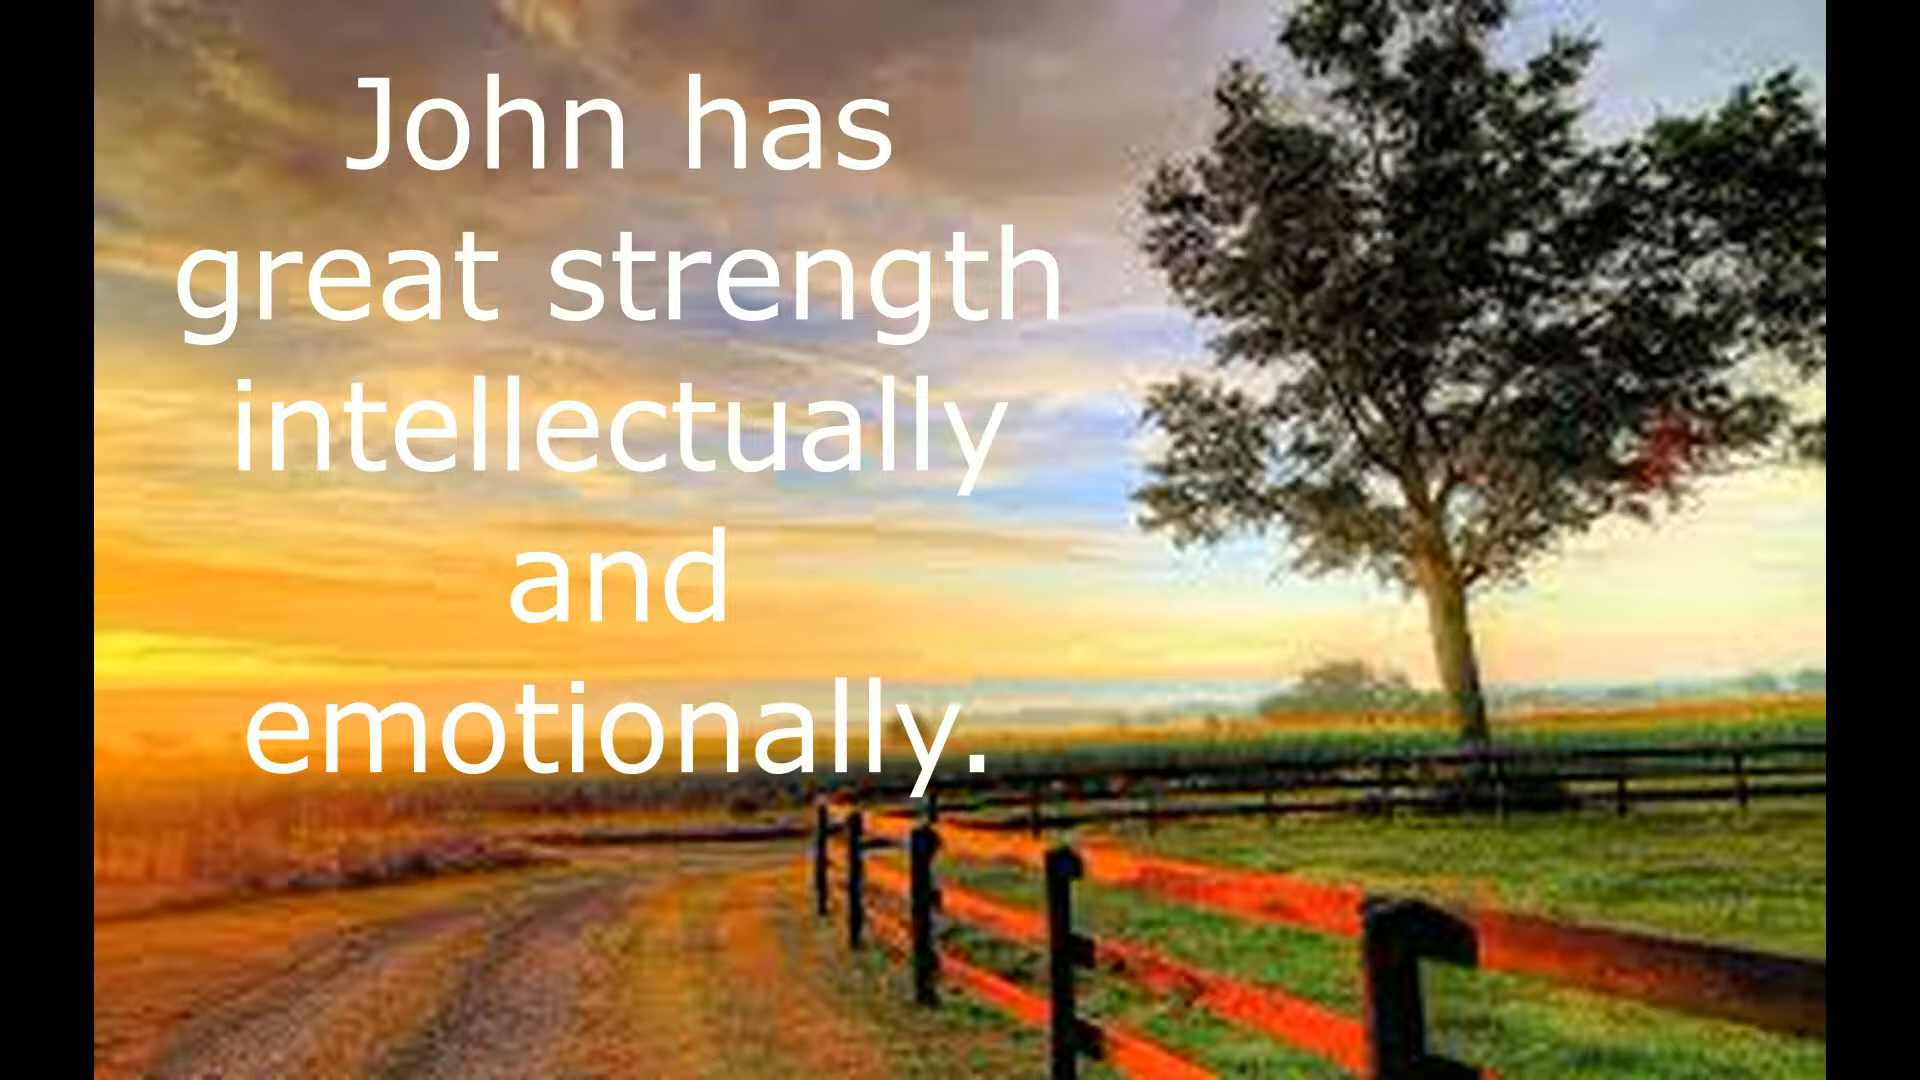 John has
great strength
intellectually
and
emotionally.